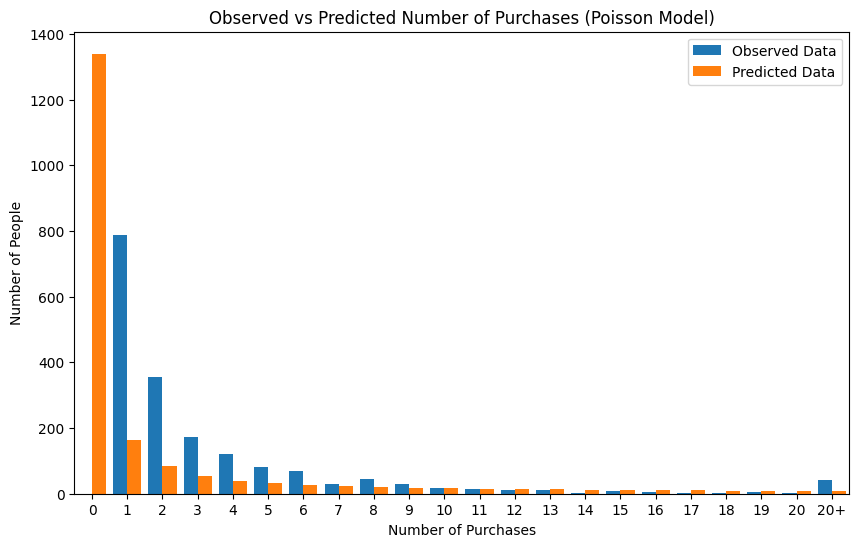 Observed vs Predicted Number of Purchases (Poisson Model)
Observed Data
Predicted Data
Number of People
1400
1200
1000
800
600
400
200
0
0 1 2 3 4 5 6 7 8 9 10 11 12 13 14 15 16 17 18 19 20 20+
Number of Purchases